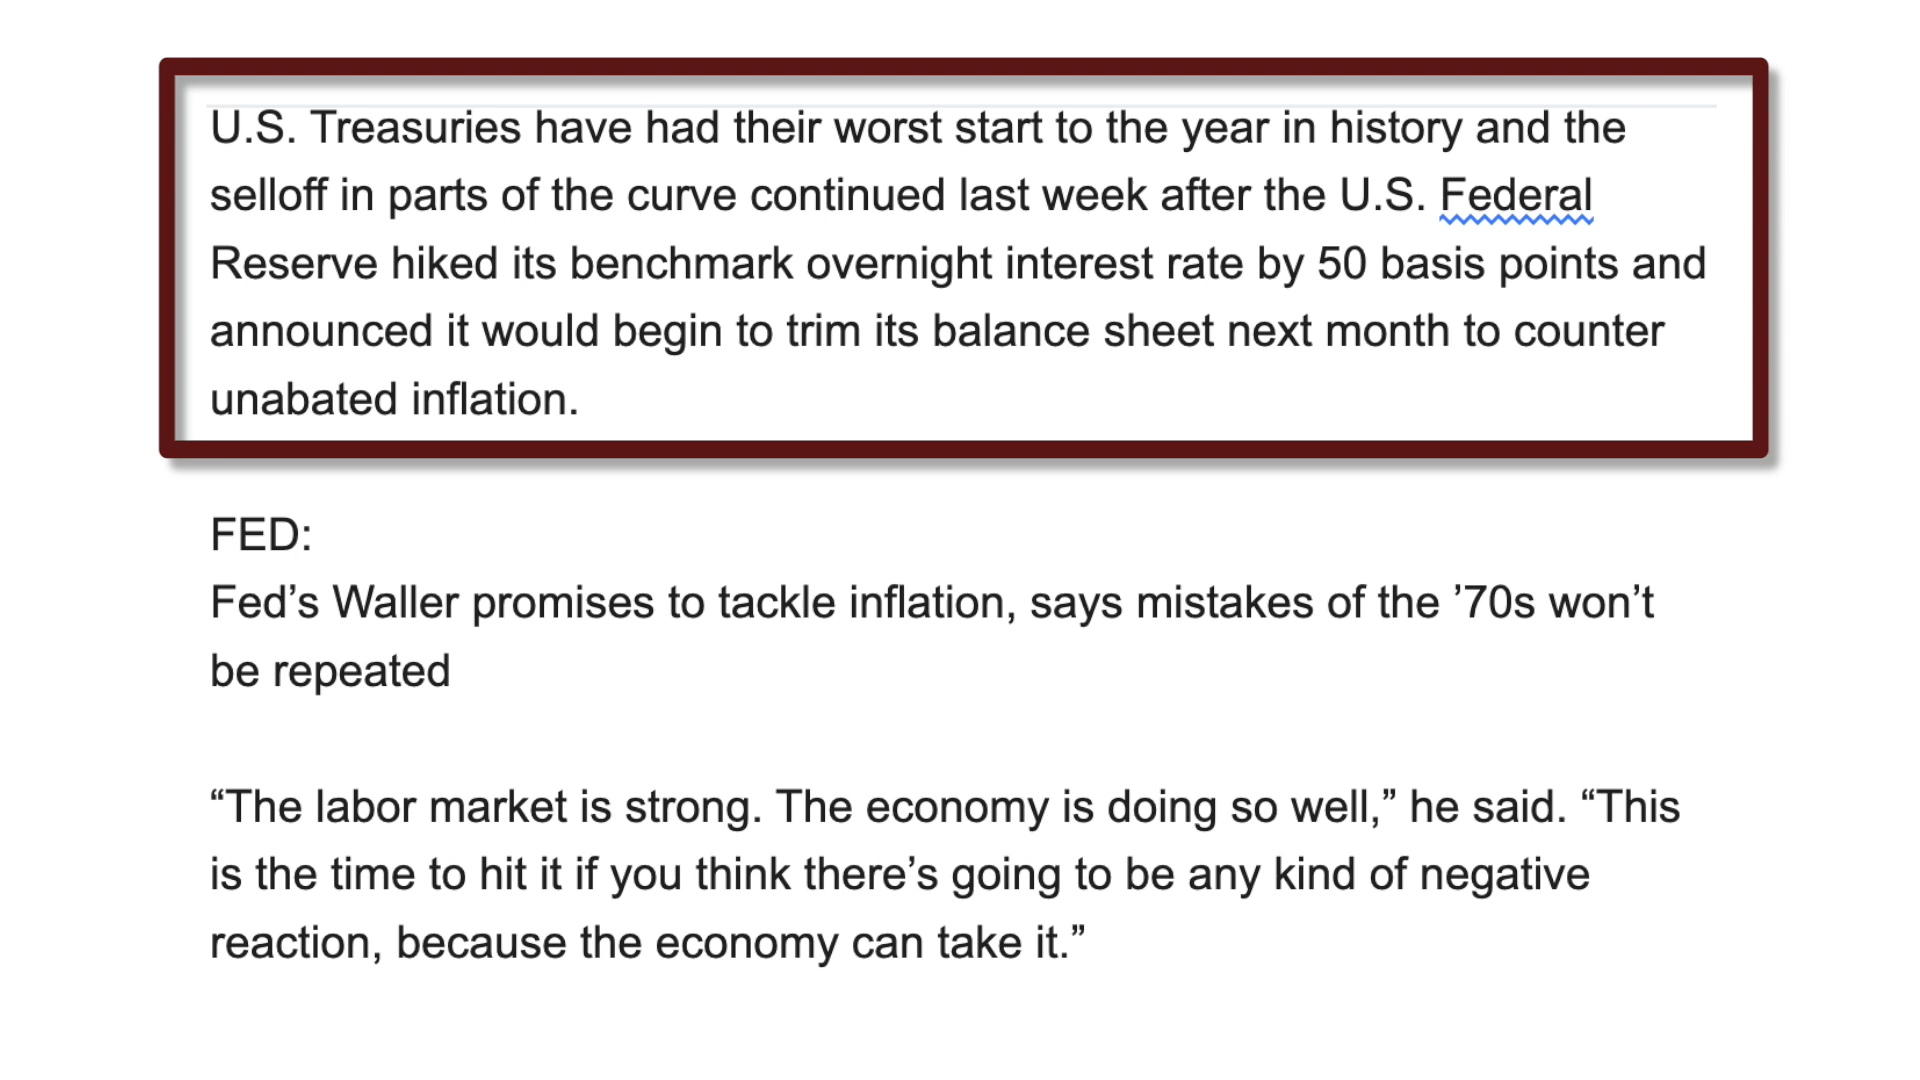 U.S. Treasuries have had their worst start to the year in history and the
selloff in parts of the curve continued last week after the U.S. Federal
Reserve hiked its benchmark overnight interest rate by 50 basis points and
announced it would begin to trim its balance sheet next month to counter
unabated inflation.
FED:
Fed’s Waller promises to tackle inflation, says mistakes of the ’70s won’t
be repeated
“The labor market is strong. The economy is doing so well,” he said. “This
is the time to hit it if you think there’s going to be any kind of negative
reaction, because the economy can take it.”